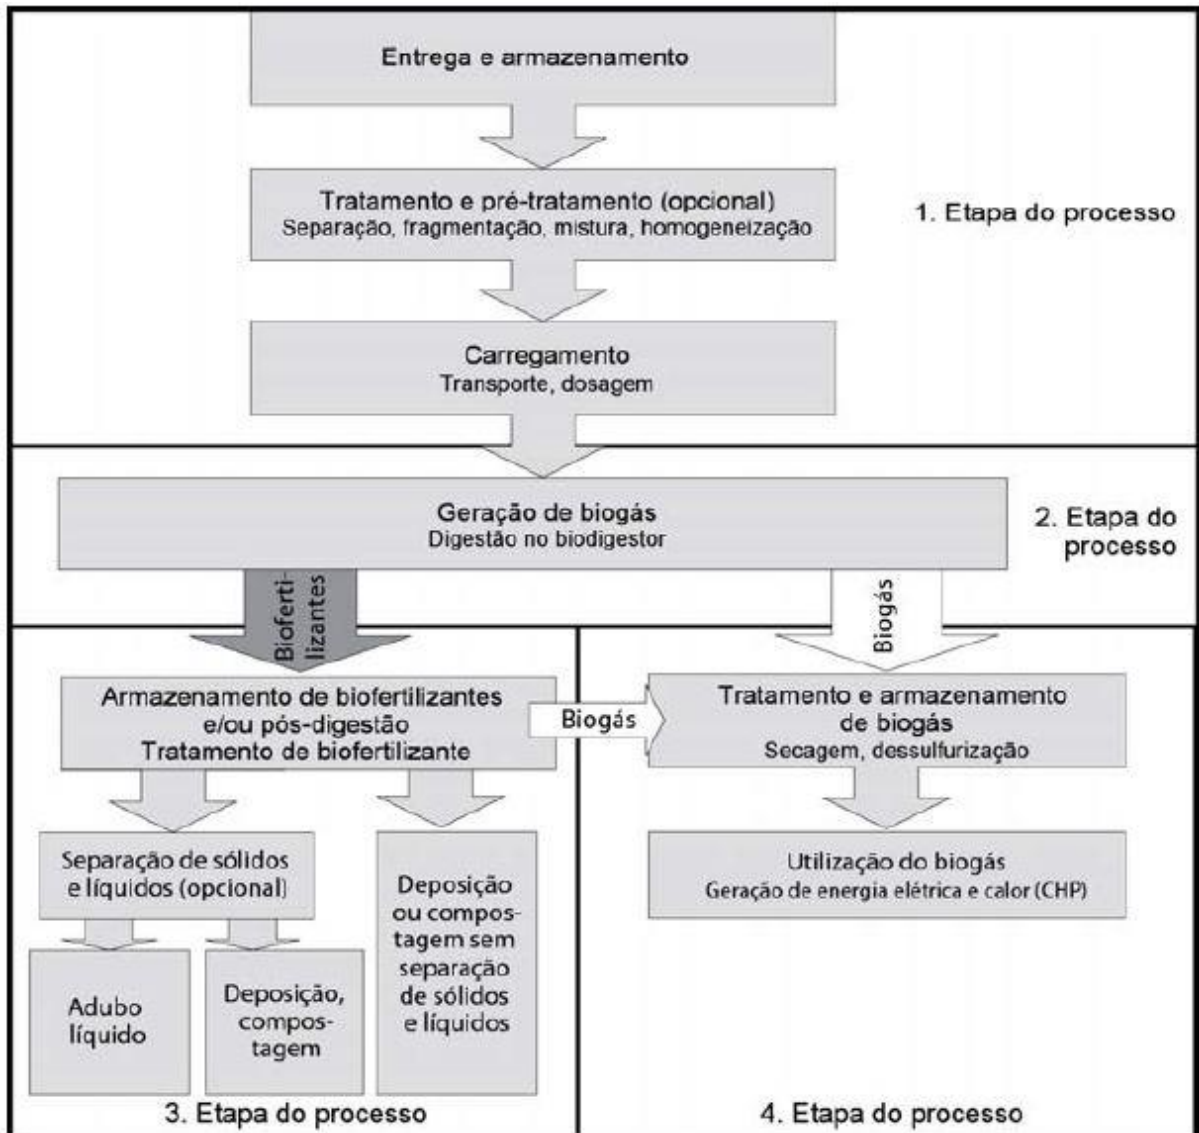 Entrega e armazenamento
Tratamento e pré-tratamento (opcional)
Separação, fragmentação, mistura, homogeneização
1. Etapa do processo
Carregamento
Transporte, dosagem
Geração de biogás
Digestão no biodigestor
2. Etapa do
processo
Bioferti-
lizantes
Biogás
Armazenamento de biofertilizantes
e/ou pós-digestão
Tratamento de biofertilizante
Biogás
Tratamento e armazenamento
de biogás
Secagem, dessulfurização
Separação de sólidos
e líquidos (opcional)
Deposição
ou compos-
tagem sem
separação
de sólidos
e líquidos
Utilização do biogás
Geração de energia elétrica e calor (CHP)
Adubo
líquido
Deposição,
compos-
tagem
3. Etapa do processo
4. Etapa do processo